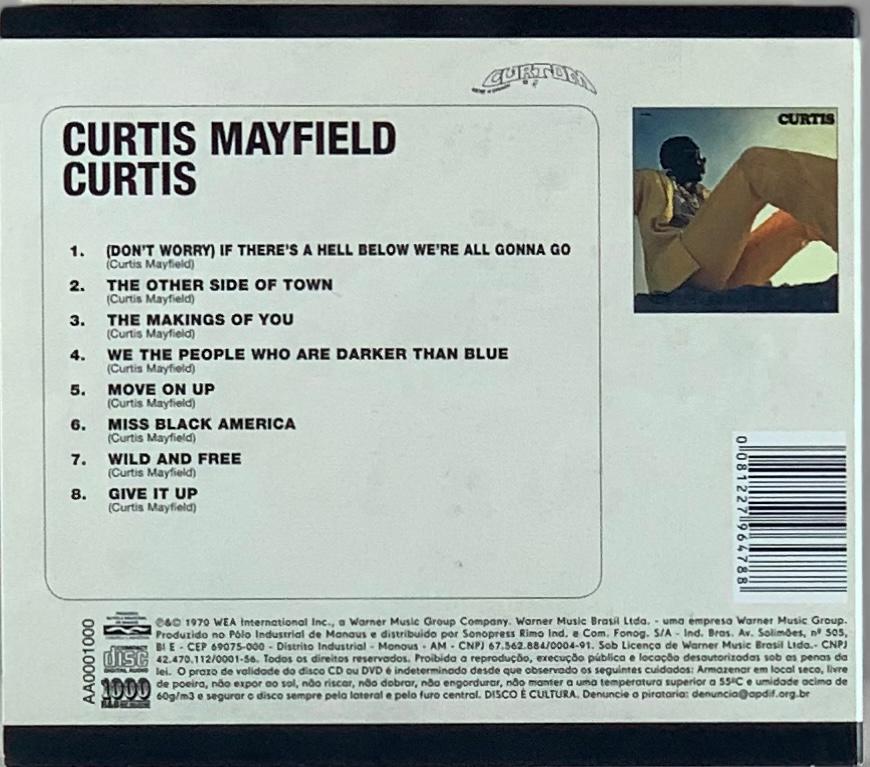 CURTOM
CURTIS MAYFIELD
CURTIS
CURTIS
1. (DON'T WORRY) IF THERE'S A HELL BELOW WE'RE ALL GONNA GO
(Curtis Mayfield)
2. THE OTHER SIDE OF TOWN
(Curtis Mayfield)
3. THE MAKINGS OF YOU
(Curtis Mayfield)
4. WE THE PEOPLE WHO ARE DARKER THAN BLUE
(Curtis Mayfield)
5. MOVE ON UP
(Curtis Mayfield)
6. MISS BLACK AMERICA
(Curtis Mayfield)
7. WILD AND FREE
(Curtis Mayfield)
8. GIVE IT UP
(Curtis Mayfield)
0 081227 964788
AA0001000
disc
DIGITAL AUDIO
1000
℗&© 1970 WEA International Inc., a Warner Music Group Company. Warner Music Brasil Ltda. - uma empresa Warner Music Group.
Produzido no Pólo Industrial de Manaus e distribuido por Sonopress Rimo Ind. e Com. Fonog. S/A - Ind. Bras. Av. Solimões, nº 505,
Bl E - CEP 69075-000 - Distrito Industrial - Manaus - AM - CNPJ 67.562.884/0004-91. Sob Licença de Warner Music Brasil Ltda.- CNPJ
42.470.112/0001-56. Todos os direitos reservados. Proibida a reprodução, execução pública e locação desautorizadas sob as penas da
lei. O prazo de validade do disco CD ou DVD é indeterminado desde que observado os seguintes cuidados: Armazenar em local seco, livre
de poeira, não expor ao sol, não riscar, não dobrar, não engordurar, não manter a uma temperatura superior a 55ºC e umidade acima de
60g/m3 e segurar o disco sempre pela lateral e pelo furo central. DISCO É CULTURA. Denuncie a pirataria: denuncia@apdif.org.br